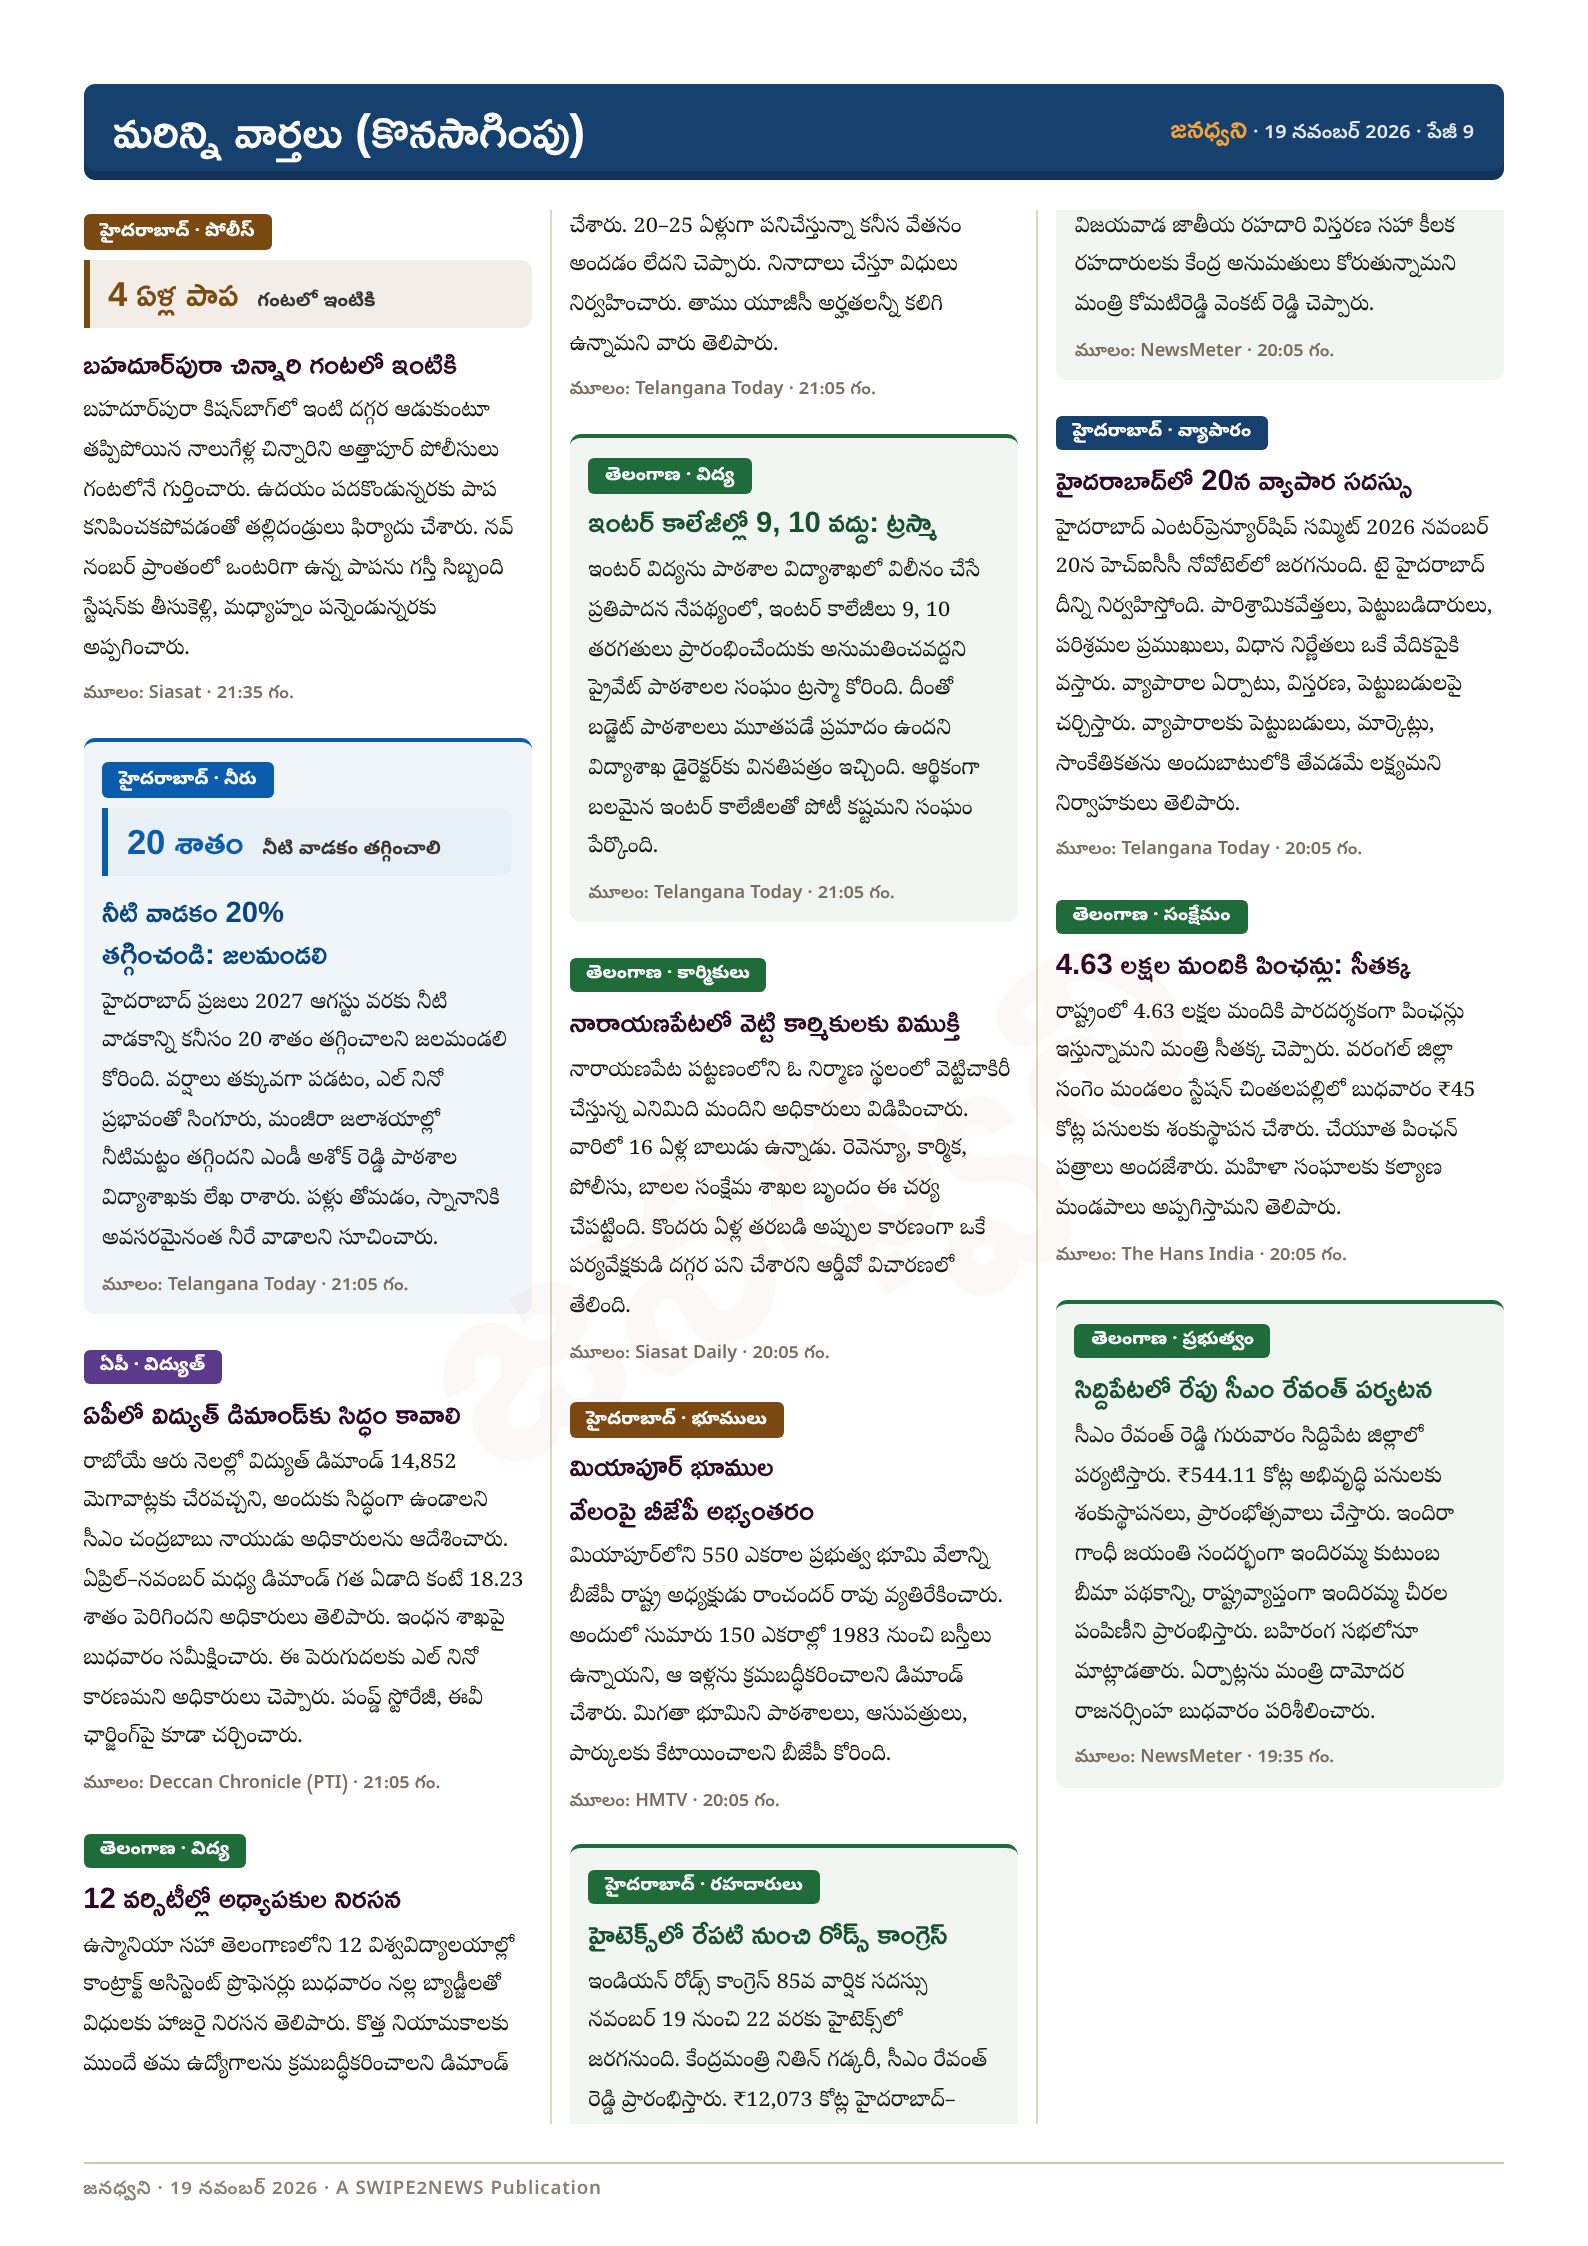 మరిన్ని వార్తలు (కొనసాగింపు)
జనధ్వని · 19 నవంబర్ 2026 · పేజీ 9
హైదరాబాద్ · పోలీస్
4 ఏళ్ల పాప గంటలో ఇంటికి
బహదూర్‌పురా చిన్నారి గంటలో ఇంటికి
బహదూర్‌పురా కిషన్‌బాగ్‌లో ఇంటి దగ్గర ఆడుకుంటూ
తప్పిపోయిన నాలుగేళ్ల చిన్నారిని అత్తాపూర్ పోలీసులు
గంటలోనే గుర్తించారు. ఉదయం పదకొండున్నరకు పాప
కనిపించకపోవడంతో తల్లిదండ్రులు ఫిర్యాదు చేశారు. నవ్
నంబర్ ప్రాంతంలో ఒంటరిగా ఉన్న పాపను గస్తీ సిబ్బంది
స్టేషన్‌కు తీసుకెళ్లి, మధ్యాహ్నం పన్నెండున్నరకు
అప్పగించారు.
మూలం: Siasat · 21:35 గం.
హైదరాబాద్ · నీరు
20 శాతం నీటి వాడకం తగ్గించాలి
నీటి వాడకం 20%
తగ్గించండి: జలమండలి
హైదరాబాద్ ప్రజలు 2027 ఆగస్టు వరకు నీటి
వాడకాన్ని కనీసం 20 శాతం తగ్గించాలని జలమండలి
కోరింది. వర్షాలు తక్కువగా పడటం, ఎల్ నినో
ప్రభావంతో సింగూరు, మంజీరా జలాశయాల్లో
నీటిమట్టం తగ్గిందని ఎండీ అశోక్ రెడ్డి పాఠశాల
విద్యాశాఖకు లేఖ రాశారు. పళ్లు తోమడం, స్నానానికి
అవసరమైనంత నీరే వాడాలని సూచించారు.
మూలం: Telangana Today · 21:05 గం.
ఏపీ · విద్యుత్
ఏపీలో విద్యుత్ డిమాండ్‌కు సిద్ధం కావాలి
రాబోయే ఆరు నెలల్లో విద్యుత్ డిమాండ్ 14,852
మెగావాట్లకు చేరవచ్చని, అందుకు సిద్ధంగా ఉండాలని
సీఎం చంద్రబాబు నాయుడు అధికారులను ఆదేశించారు.
ఏప్రిల్–నవంబర్ మధ్య డిమాండ్ గత ఏడాది కంటే 18.23
శాతం పెరిగిందని అధికారులు తెలిపారు. ఇంధన శాఖపై
బుధవారం సమీక్షించారు. ఈ పెరుగుదలకు ఎల్ నినో
కారణమని అధికారులు చెప్పారు. పంప్డ్ స్టోరేజీ, ఈవీ
ఛార్జింగ్‌పై కూడా చర్చించారు.
మూలం: Deccan Chronicle (PTI) · 21:05 గం.
తెలంగాణ · విద్య
12 వర్సిటీల్లో అధ్యాపకుల నిరసన
ఉస్మానియా సహా తెలంగాణలోని 12 విశ్వవిద్యాలయాల్లో
కాంట్రాక్ట్ అసిస్టెంట్ ప్రొఫెసర్లు బుధవారం నల్ల బ్యాడ్జీలతో
విధులకు హాజరై నిరసన తెలిపారు. కొత్త నియామకాలకు
ముందే తమ ఉద్యోగాలను క్రమబద్ధీకరించాలని డిమాండ్
చేశారు. 20–25 ఏళ్లుగా పనిచేస్తున్నా కనీస వేతనం
అందడం లేదని చెప్పారు. నినాదాలు చేస్తూ విధులు
నిర్వహించారు. తాము యూజీసీ అర్హతలన్నీ కలిగి
ఉన్నామని వారు తెలిపారు.
మూలం: Telangana Today · 21:05 గం.
తెలంగాణ · విద్య
ఇంటర్ కాలేజీల్లో 9, 10 వద్దు: ట్రస్మా
ఇంటర్ విద్యను పాఠశాల విద్యాశాఖలో విలీనం చేసే
ప్రతిపాదన నేపథ్యంలో, ఇంటర్ కాలేజీలు 9, 10
తరగతులు ప్రారంభించేందుకు అనుమతించవద్దని
ప్రైవేట్ పాఠశాలల సంఘం ట్రస్మా కోరింది. దీంతో
బడ్జెట్ పాఠశాలలు మూతపడే ప్రమాదం ఉందని
విద్యాశాఖ డైరెక్టర్‌కు వినతిపత్రం ఇచ్చింది. ఆర్థికంగా
బలమైన ఇంటర్ కాలేజీలతో పోటీ కష్టమని సంఘం
పేర్కొంది.
మూలం: Telangana Today · 21:05 గం.
తెలంగాణ · కార్మికులు
నారాయణపేటలో వెట్టి కార్మికులకు విముక్తి
నారాయణపేట పట్టణంలోని ఓ నిర్మాణ స్థలంలో వెట్టిచాకిరీ
చేస్తున్న ఎనిమిది మందిని అధికారులు విడిపించారు.
వారిలో 16 ఏళ్ల బాలుడు ఉన్నాడు. రెవెన్యూ, కార్మిక,
పోలీసు, బాలల సంక్షేమ శాఖల బృందం ఈ చర్య
చేపట్టింది. కొందరు ఏళ్ల తరబడి అప్పుల కారణంగా ఒకే
పర్యవేక్షకుడి దగ్గర పని చేశారని ఆర్డీవో విచారణలో
తేలింది.
మూలం: Siasat Daily · 20:05 గం.
హైదరాబాద్ · భూములు
మియాపూర్ భూముల
వేలంపై బీజేపీ అభ్యంతరం
మియాపూర్‌లోని 550 ఎకరాల ప్రభుత్వ భూమి వేలాన్ని
బీజేపీ రాష్ట్ర అధ్యక్షుడు రాంచందర్ రావు వ్యతిరేకించారు.
అందులో సుమారు 150 ఎకరాల్లో 1983 నుంచి బస్తీలు
ఉన్నాయని, ఆ ఇళ్లను క్రమబద్ధీకరించాలని డిమాండ్
చేశారు. మిగతా భూమిని పాఠశాలలు, ఆసుపత్రులు,
పార్కులకు కేటాయించాలని బీజేపీ కోరింది.
మూలం: HMTV · 20:05 గం.
హైదరాబాద్ · రహదారులు
హైటెక్స్‌లో రేపటి నుంచి రోడ్స్ కాంగ్రెస్
ఇండియన్ రోడ్స్ కాంగ్రెస్ 85వ వార్షిక సదస్సు
నవంబర్ 19 నుంచి 22 వరకు హైటెక్స్‌లో
జరగనుంది. కేంద్రమంత్రి నితిన్ గడ్కరీ, సీఎం రేవంత్
రెడ్డి ప్రారంభిస్తారు. ₹12,073 కోట్ల హైదరాబాద్–
విజయవాడ జాతీయ రహదారి విస్తరణ సహా కీలక
రహదారులకు కేంద్ర అనుమతులు కోరుతున్నామని
మంత్రి కోమటిరెడ్డి వెంకట్ రెడ్డి చెప్పారు.
మూలం: NewsMeter · 20:05 గం.
హైదరాబాద్ · వ్యాపారం
హైదరాబాద్‌లో 20న వ్యాపార సదస్సు
హైదరాబాద్ ఎంటర్‌ప్రెన్యూర్‌షిప్ సమ్మిట్ 2026 నవంబర్
20న హెచ్‌ఐసీసీ నోవోటెల్‌లో జరగనుంది. టై హైదరాబాద్
దీన్ని నిర్వహిస్తోంది. పారిశ్రామికవేత్తలు, పెట్టుబడిదారులు,
పరిశ్రమల ప్రముఖులు, విధాన నిర్ణేతలు ఒకే వేదికపైకి
వస్తారు. వ్యాపారాల ఏర్పాటు, విస్తరణ, పెట్టుబడులపై
చర్చిస్తారు. వ్యాపారాలకు పెట్టుబడులు, మార్కెట్లు,
సాంకేతికతను అందుబాటులోకి తేవడమే లక్ష్యమని
నిర్వాహకులు తెలిపారు.
మూలం: Telangana Today · 20:05 గం.
తెలంగాణ · సంక్షేమం
4.63 లక్షల మందికి పింఛన్లు: సీతక్క
రాష్ట్రంలో 4.63 లక్షల మందికి పారదర్శకంగా పింఛన్లు
ఇస్తున్నామని మంత్రి సీతక్క చెప్పారు. వరంగల్ జిల్లా
సంగెం మండలం స్టేషన్ చింతలపల్లిలో బుధవారం ₹45
కోట్ల పనులకు శంకుస్థాపన చేశారు. చేయూత పింఛన్
పత్రాలు అందజేశారు. మహిళా సంఘాలకు కల్యాణ
మండపాలు అప్పగిస్తామని తెలిపారు.
మూలం: The Hans India · 20:05 గం.
తెలంగాణ · ప్రభుత్వం
సిద్దిపేటలో రేపు సీఎం రేవంత్ పర్యటన
సీఎం రేవంత్ రెడ్డి గురువారం సిద్దిపేట జిల్లాలో
పర్యటిస్తారు. ₹544.11 కోట్ల అభివృద్ధి పనులకు
శంకుస్థాపనలు, ప్రారంభోత్సవాలు చేస్తారు. ఇందిరా
గాంధీ జయంతి సందర్భంగా ఇందిరమ్మ కుటుంబ
బీమా పథకాన్ని, రాష్ట్రవ్యాప్తంగా ఇందిరమ్మ చీరల
పంపిణీని ప్రారంభిస్తారు. బహిరంగ సభలోనూ
మాట్లాడతారు. ఏర్పాట్లను మంత్రి దామోదర
రాజనర్సింహ బుధవారం పరిశీలించారు.
మూలం: NewsMeter · 19:35 గం.
జనధ్వని
జనధ్వని · 19 నవంబర్ 2026 · A SWIPE2NEWS Publication